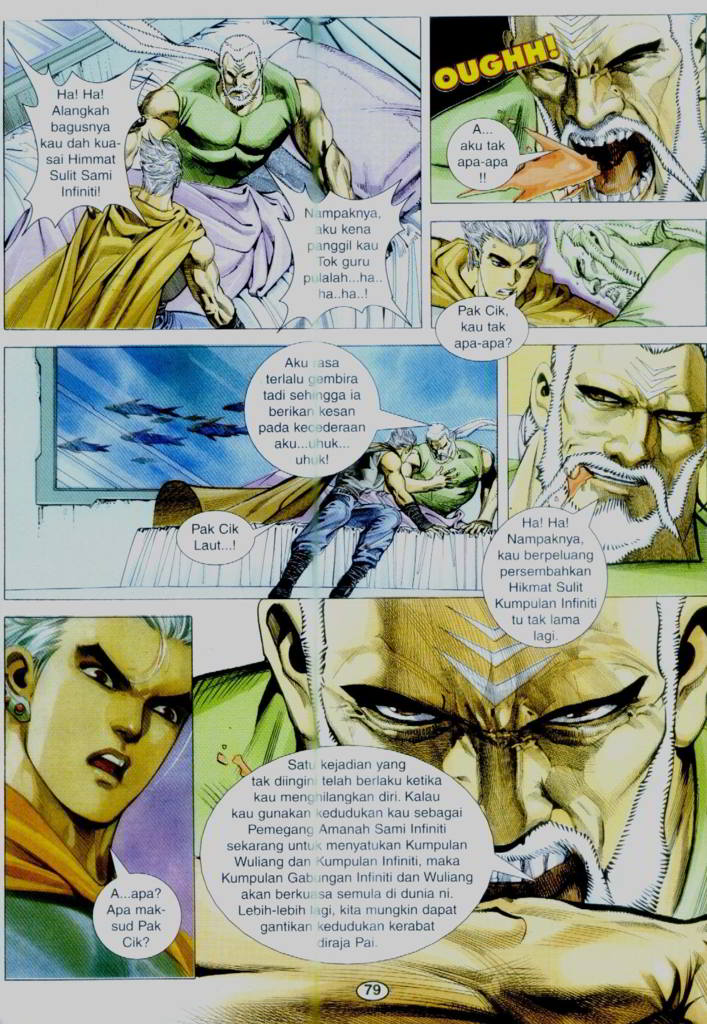 Ha! Ha!
Alangkah
bagusnya
kau dah kua-
sai Himmat
Sulit Sami
Infiniti!
Nampaknya,
aku kena
panggil kau
Tok guru
pulalah...ha..
ha..ha..!
OUGHH!
A...
aku tak
apa-apa
!!
Pak Cik,
kau tak
apa-apa?
Aku rasa
terlalu gembira
tadi sehingga ia
berikan kesan
pada kecederaan
aku...uhuk...
uhuk!
Pak Cik
Laut...!
Ha! Ha!
Nampaknya,
kau berpeluang
persembahkan
Hikmat Sulit
Kumpulan Infiniti
tu tak lama
lagi.
A...apa?
Apa mak-
sud Pak
Cik?
Satu kejadian yang
tak diingini telah berlaku ketika
kau menghilangkan diri. Kalau
kau gunakan kedudukan kau sebagai
Pemegang Amanah Sami Infiniti
sekarang untuk menyatukan Kumpulan
Wuliang dan Kumpulan Infiniti, maka
Kumpulan Gabungan Infiniti dan Wuliang
akan berkuasa semula di dunia ni.
Lebih-lebih lagi, kita mungkin dapat
gantikan kedudukan kerabat
diraja Pai.
79